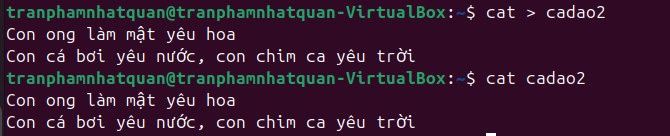 tranphamnhatquan@tranphamnhatquan-VirtualBox:~$ cat > cadao2
Con ong làm mật yêu hoa
Con cá bơi yêu nước, con chim ca yêu trời
tranphamnhatquan@tranphamnhatquan-VirtualBox:~$ cat cadao2
Con ong làm mật yêu hoa
Con cá bơi yêu nước, con chim ca yêu trời